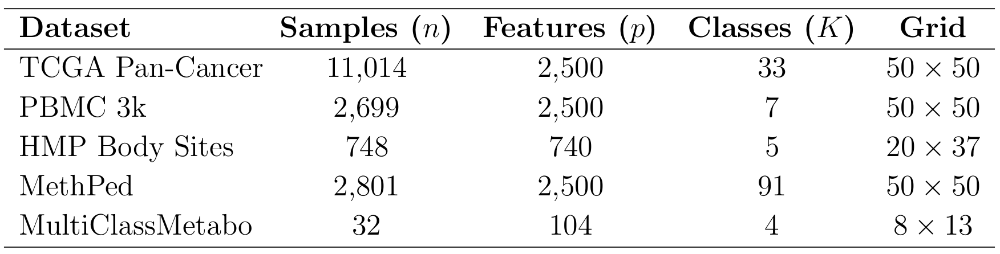 Dataset Samples (n) Features (p) Classes (K) Grid
TCGA Pan-Cancer 11,014 2,500 33 50 × 50
PBMC 3k 2,699 2,500 7 50 × 50
HMP Body Sites 748 740 5 20 × 37
MethPed 2,801 2,500 91 50 × 50
MultiClassMetabo 32 104 4 8 × 13